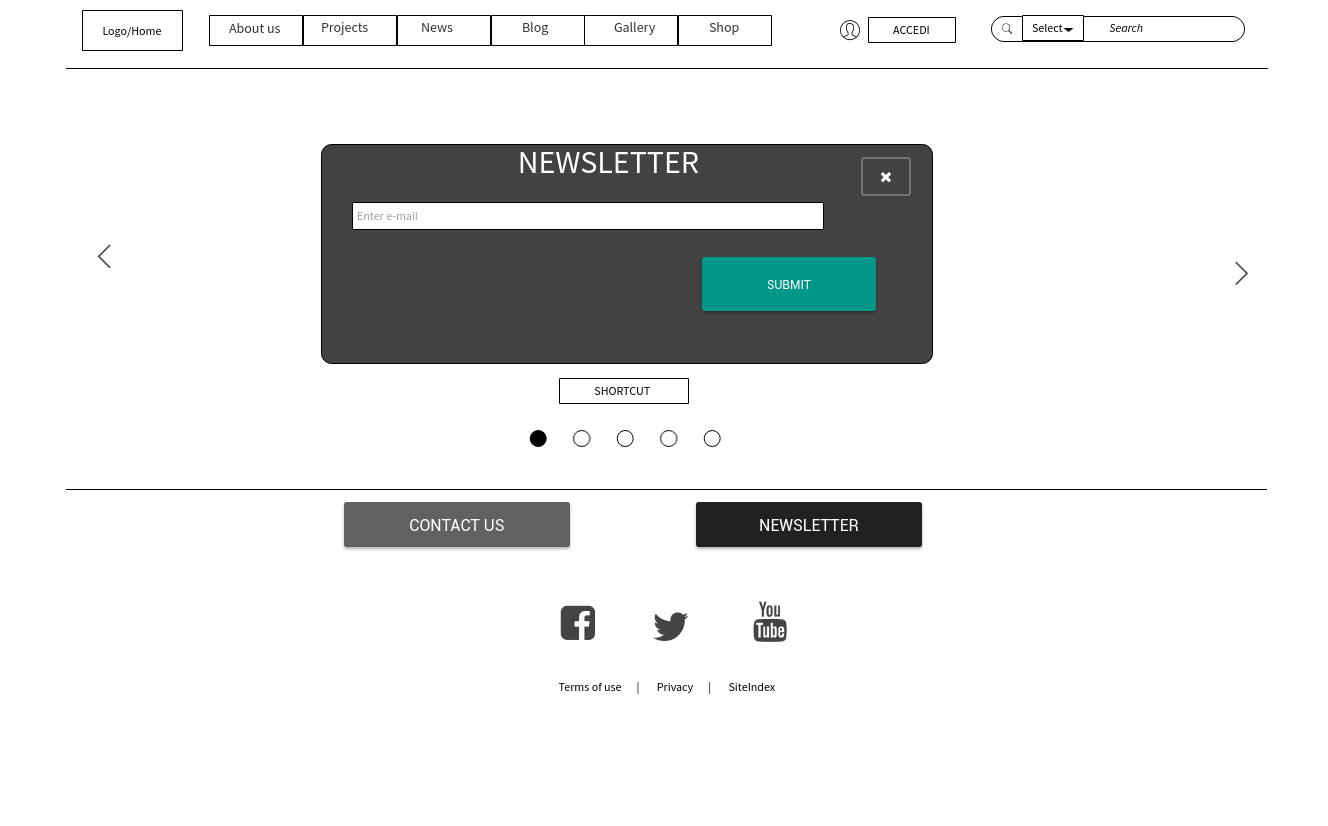 Logo/Home
About us
Projects
News
Blog
Gallery
Shop
ACCEDI
Select
Search
NEWSLETTER
Enter e-mail
SUBMIT
SHORTCUT
CONTACT US
NEWSLETTER
You
Tube
Terms of use | Privacy | SiteIndex